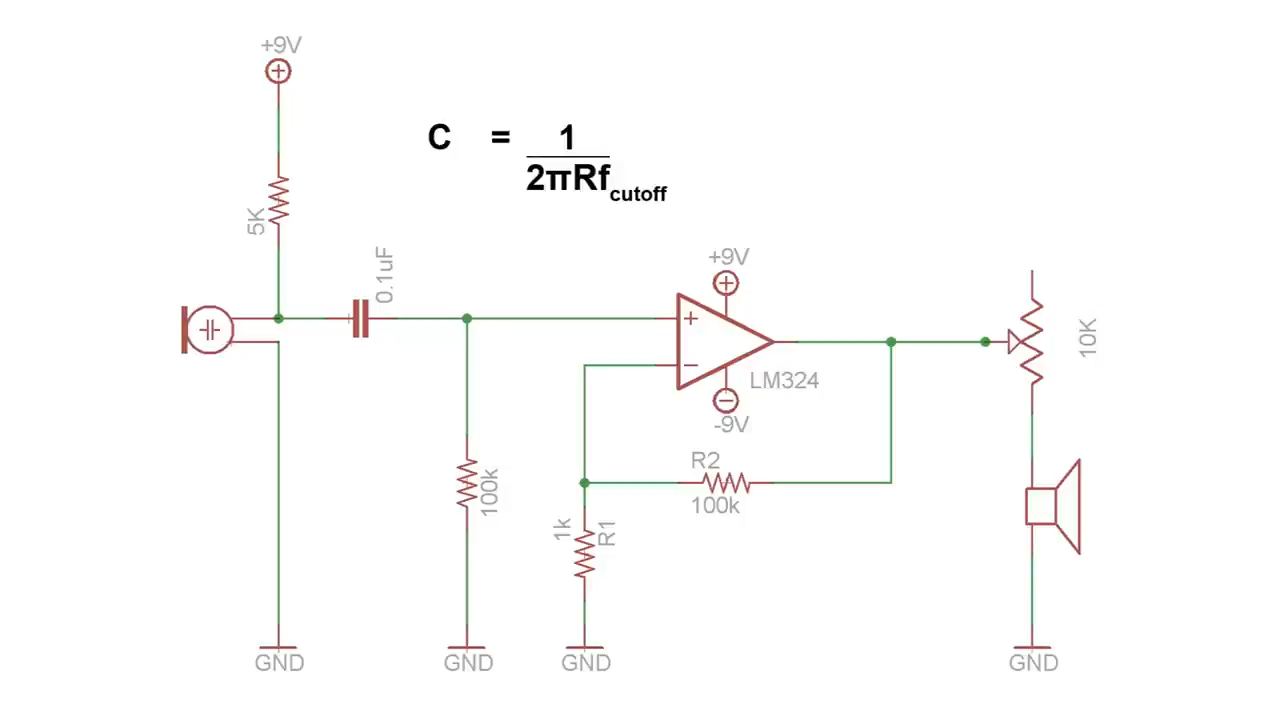 +9V
C = 1
2πRfcutoff
5K
0.1uF
+9V
10K
LM324
-9V
R2
100k
100k
1k
R1
GND
GND
GND
GND